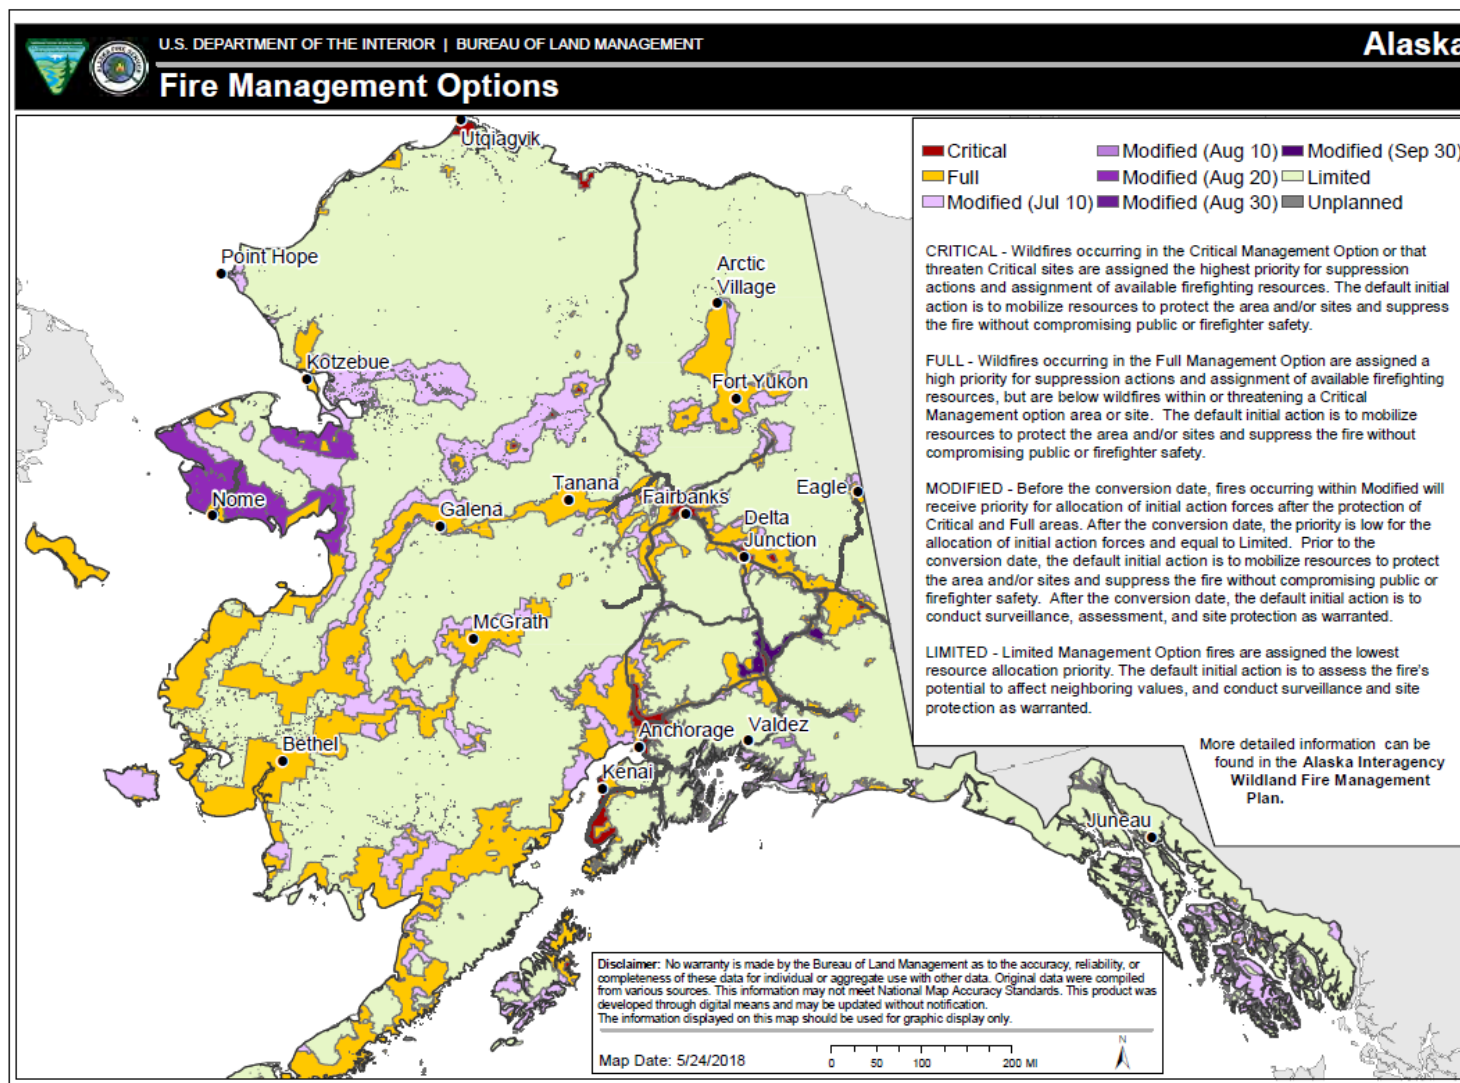 U.S. DEPARTMENT OF THE INTERIOR | BUREAU OF LAND MANAGEMENT
Alaska
Fire Management Options
Critical
Full
Modified (Jul 10)
Modified (Aug 10)
Modified (Aug 20)
Modified (Aug 30)
Modified (Sep 30)
Limited
Unplanned
CRITICAL - Wildfires occurring in the Critical Management Option or that
threaten Critical sites are assigned the highest priority for suppression
actions and assignment of available firefighting resources. The default initial
action is to mobilize resources to protect the area and/or sites and suppress
the fire without compromising public or firefighter safety.
FULL - Wildfires occurring in the Full Management Option are assigned a
high priority for suppression actions and assignment of available firefighting
resources, but are below wildfires within or threatening a Critical
Management option area or site. The default initial action is to mobilize
resources to protect the area and/or sites and suppress the fire without
compromising public or firefighter safety.
MODIFIED - Before the conversion date, fires occurring within Modified will
receive priority for allocation of initial action forces after the protection of
Critical and Full areas. After the conversion date, the priority is low for the
allocation of initial action forces and equal to Limited. Prior to the
conversion date, the default initial action is to mobilize resources to protect
the area and/or sites and suppress the fire without compromising public or
firefighter safety. After the conversion date, the default initial action is to
conduct surveillance, assessment, and site protection as warranted.
LIMITED - Limited Management Option fires are assigned the lowest
resource allocation priority. The default initial action is to assess the fire's
potential to affect neighboring values, and conduct surveillance and site
protection as warranted.
More detailed information can be
found in the Alaska Interagency
Wildland Fire Management
Plan.
Utqiagvik
Point Hope
Arctic
Village
Kotzebue
Fort Yukon
Tanana
Fairbanks
Eagle
Nome
Galena
Delta
Junction
McGrath
Anchorage
Valdez
Bethel
Kenai
Juneau
Disclaimer: No warranty is made by the Bureau of Land Management as to the accuracy, reliability, or
completeness of these data for individual or aggregate use with other data. Original data were compiled
from various sources. This information may not meet National Map Accuracy Standards. This product was
developed through digital means and may be updated without notification.
The information displayed on this map should be used for graphic display only.
Map Date: 5/24/2018
0 50 100 200 MI
N